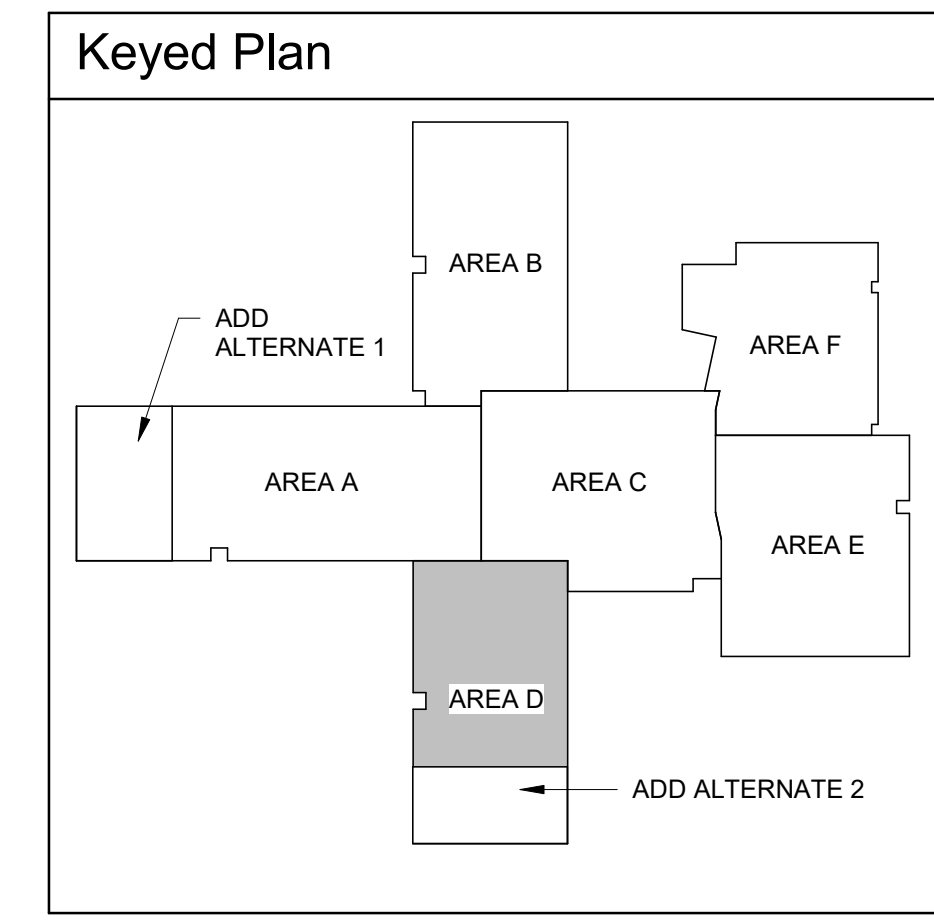 Keyed Plan
AREA B
ADD
ALTERNATE 1
AREA F
AREA A
AREA C
AREA E
AREA D
ADD ALTERNATE 2